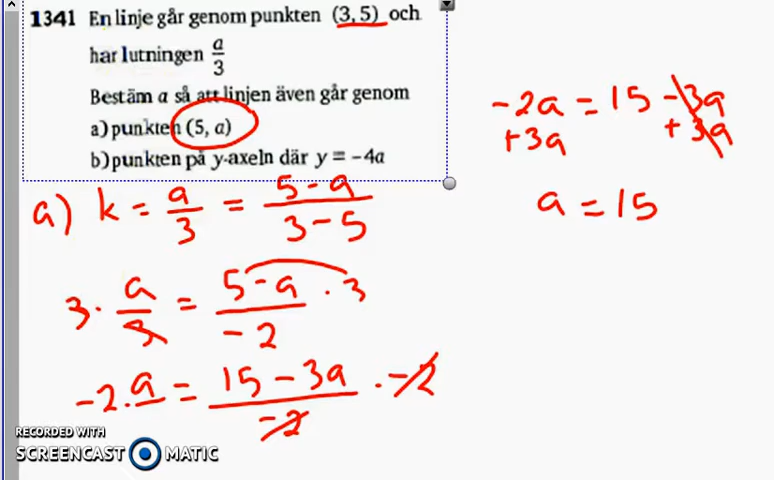 1341 En linje går genom punkten (3, 5) och
har lutningen a/3
Bestäm a så att linjen även går genom
a) punkten (5, a)
b) punkten på y-axeln där y = −4a
a) k = a/3 = (5 − a)/(3 − 5)
3 · a/3 = (5 − a)/(−2) · 3
−2 · a = (15 − 3a)/(−2) · −2
−2a = 15 − 3a
+3a +3a
a = 15
RECORDED WITH
SCREENCAST MATIC